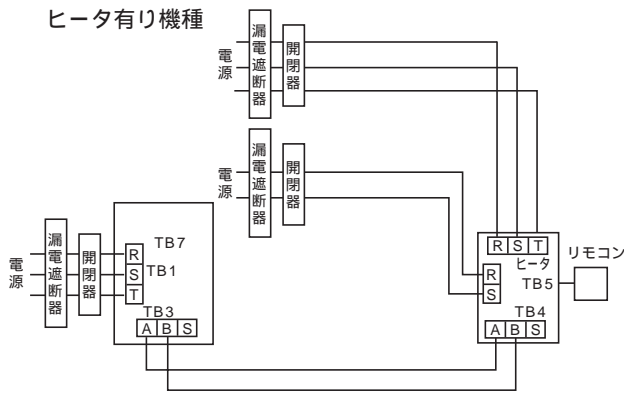 ヒータ有り機種
電源
漏電遮断器
開閉器
電源
漏電遮断器
開閉器
電源
漏電遮断器
開閉器
TB7
R
S
T
TB1
TB3
A B S
R S T
ヒータ
リモコン
TB5
R
S
TB4
A B S